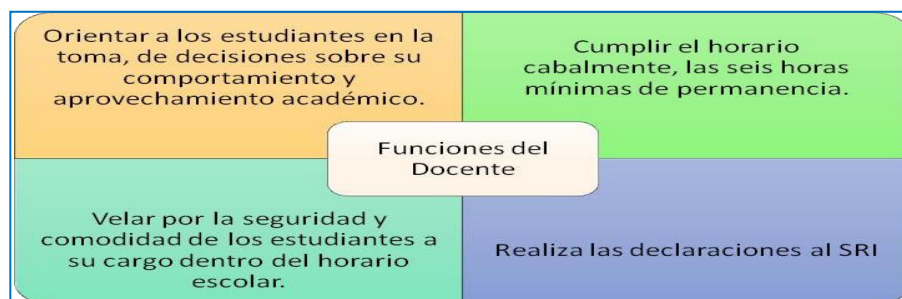 Orientar a los estudiantes en la
toma, de decisiones sobre su
comportamiento y
aprovechamiento académico.
Cumplir el horario
cabalmente, las seis horas
mínimas de permanencia.
Funciones del
Docente
Velar por la seguridad y
comodidad de los estudiantes a
su cargo dentro del horario
escolar.
Realiza las declaraciones al SRI